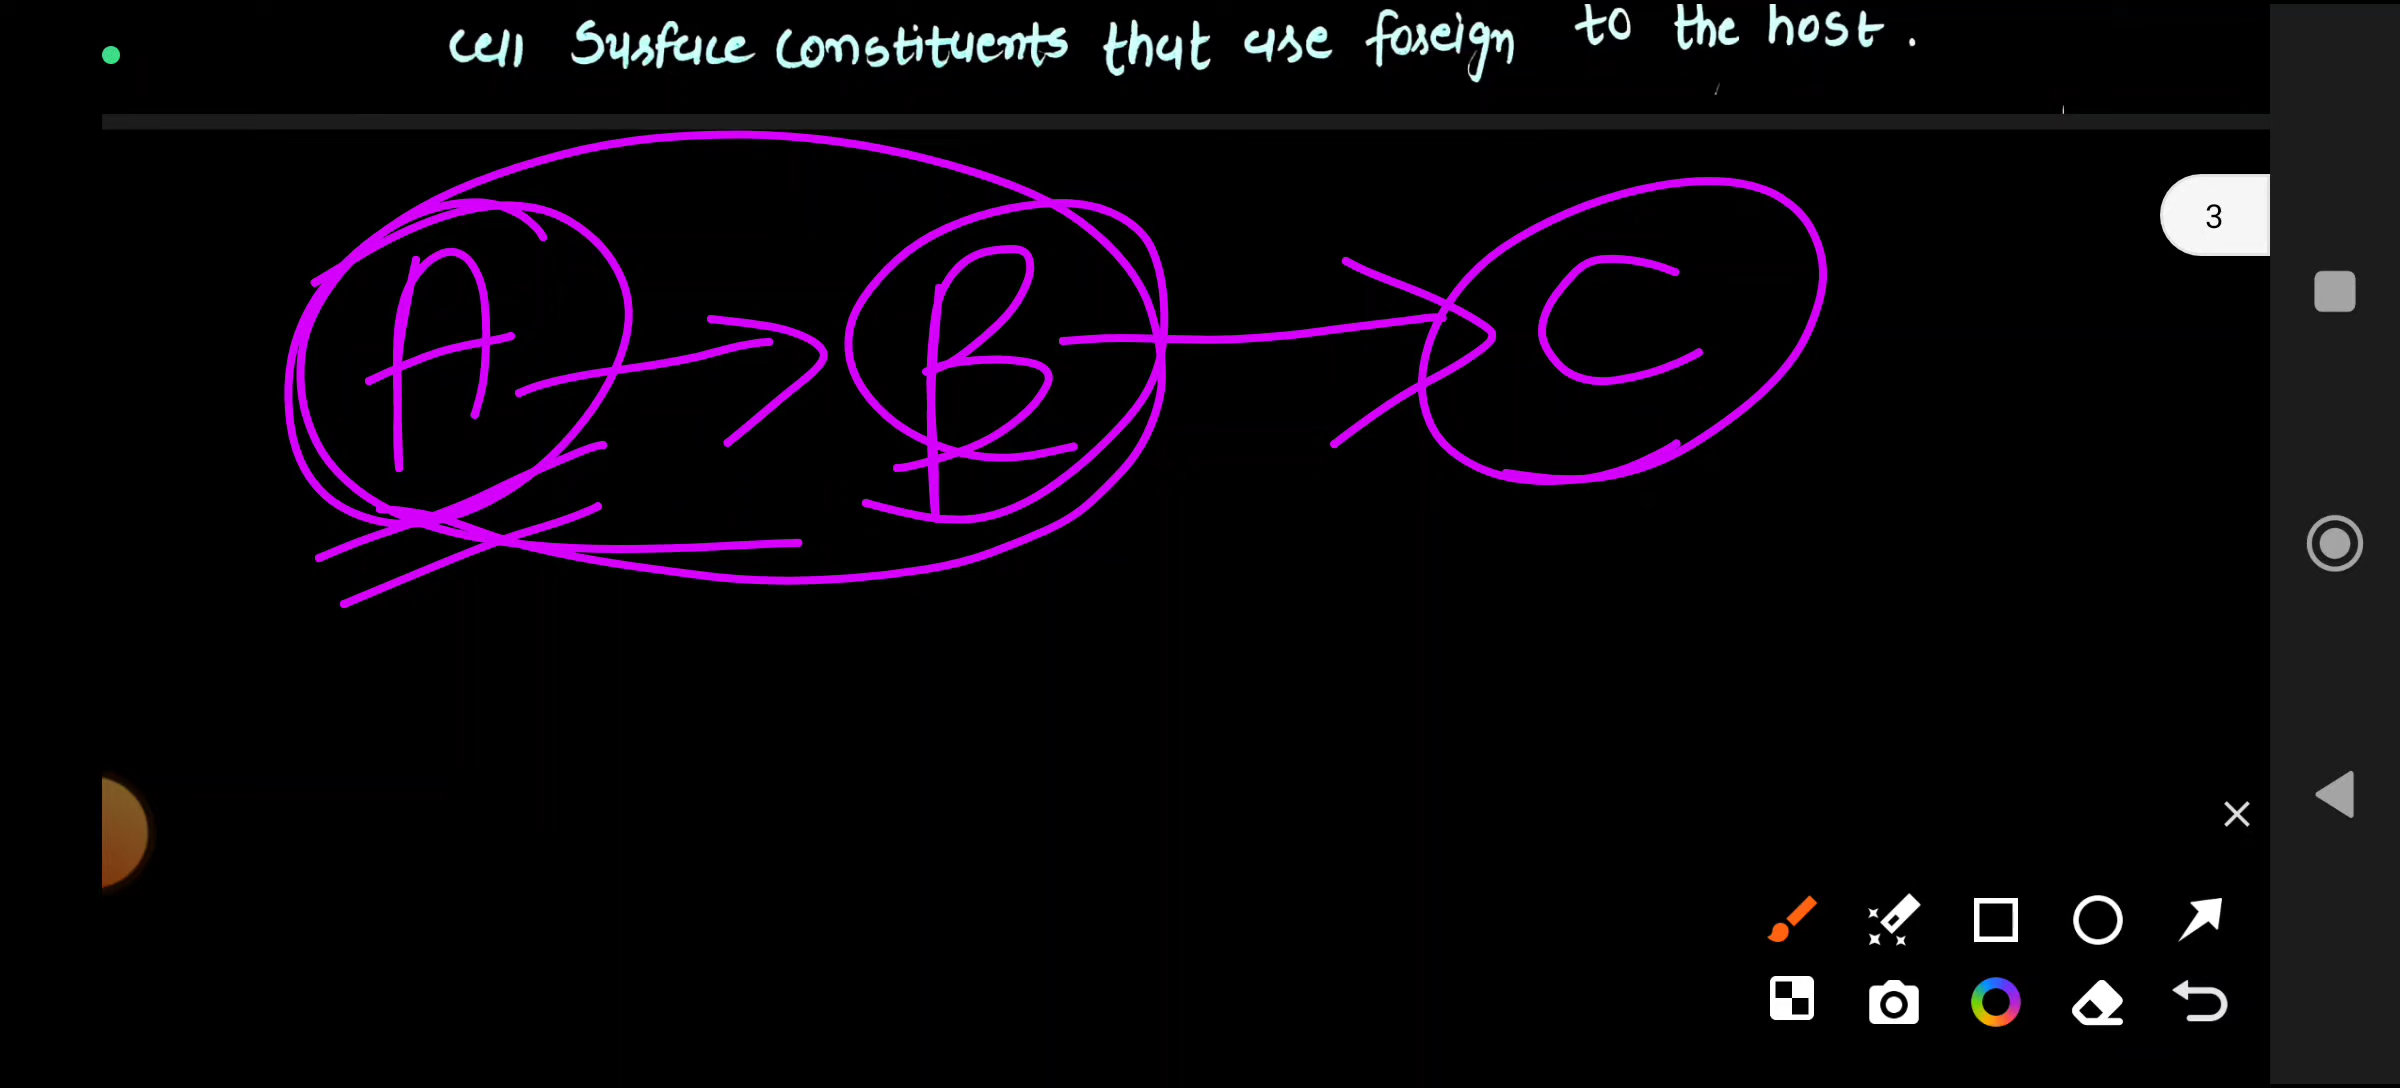 Cell Surface constituents that are foreign to the host.
3
A → B → C